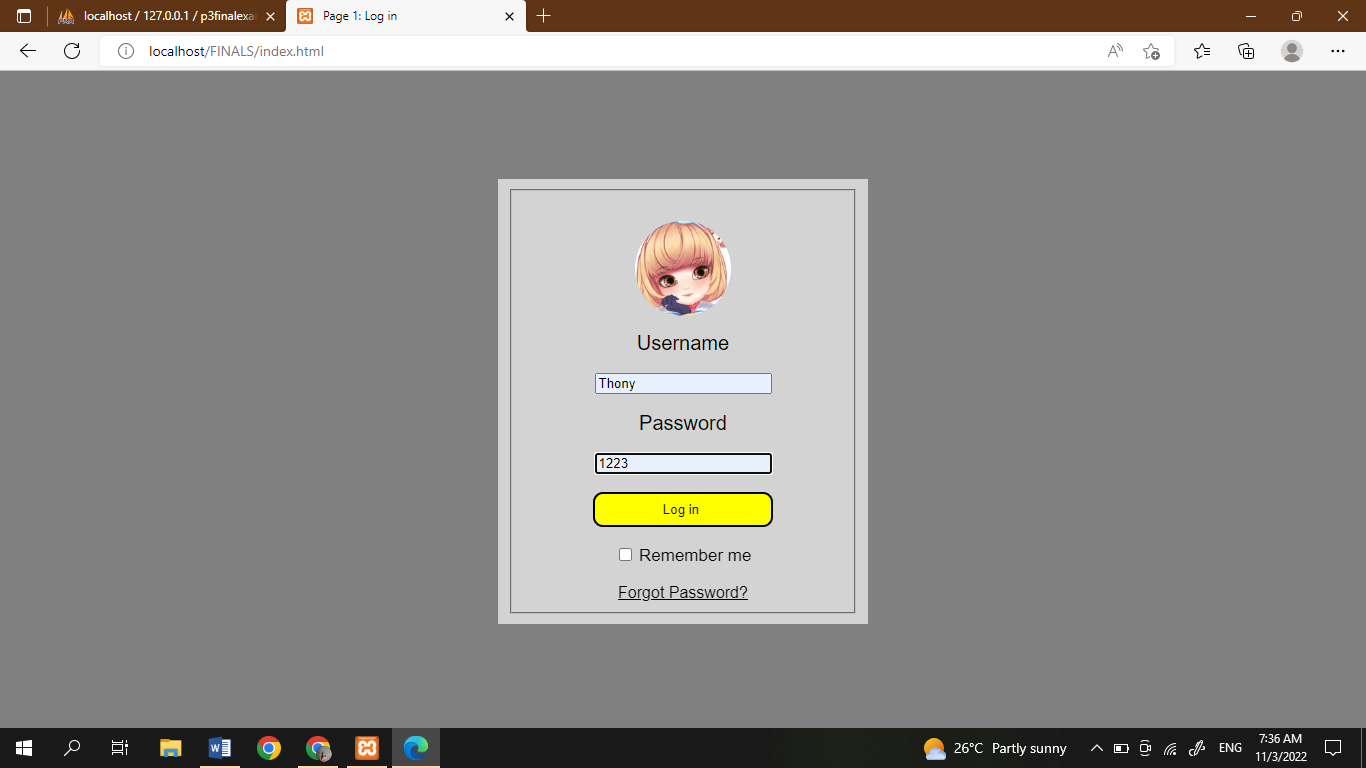 localhost / 127.0.0.1 / p3finalexa
Page 1: Log in
localhost/FINALS/index.html
Username
Thony
Password
1223
Log in
Remember me
Forgot Password?
26°C Partly sunny
ENG
7:36 AM
11/3/2022